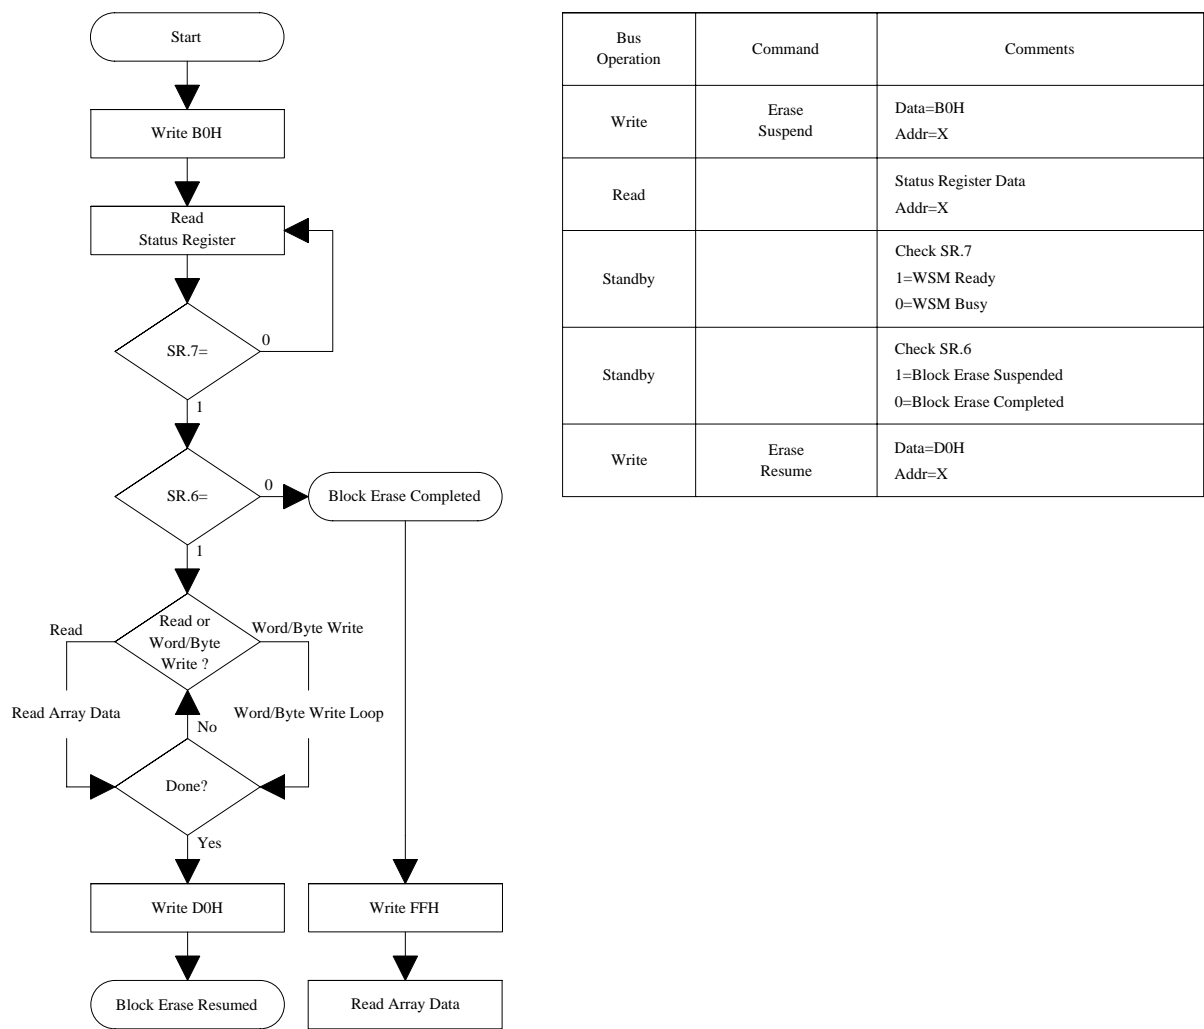 Start
Write B0H
Read
Status Register
SR.7=
0
1
SR.6=
0
Block Erase Completed
1
Read or
Word/Byte
Write ?
Read
Word/Byte Write
Read Array Data
Word/Byte Write Loop
No
Done?
Yes
Write D0H
Write FFH
Block Erase Resumed
Read Array Data
Bus
Operation
Command
Comments
Write
Erase
Suspend
Data=B0H
Addr=X
Read
Status Register Data
Addr=X
Standby
Check SR.7
1=WSM Ready
0=WSM Busy
Standby
Check SR.6
1=Block Erase Suspended
0=Block Erase Completed
Write
Erase
Resume
Data=D0H
Addr=X